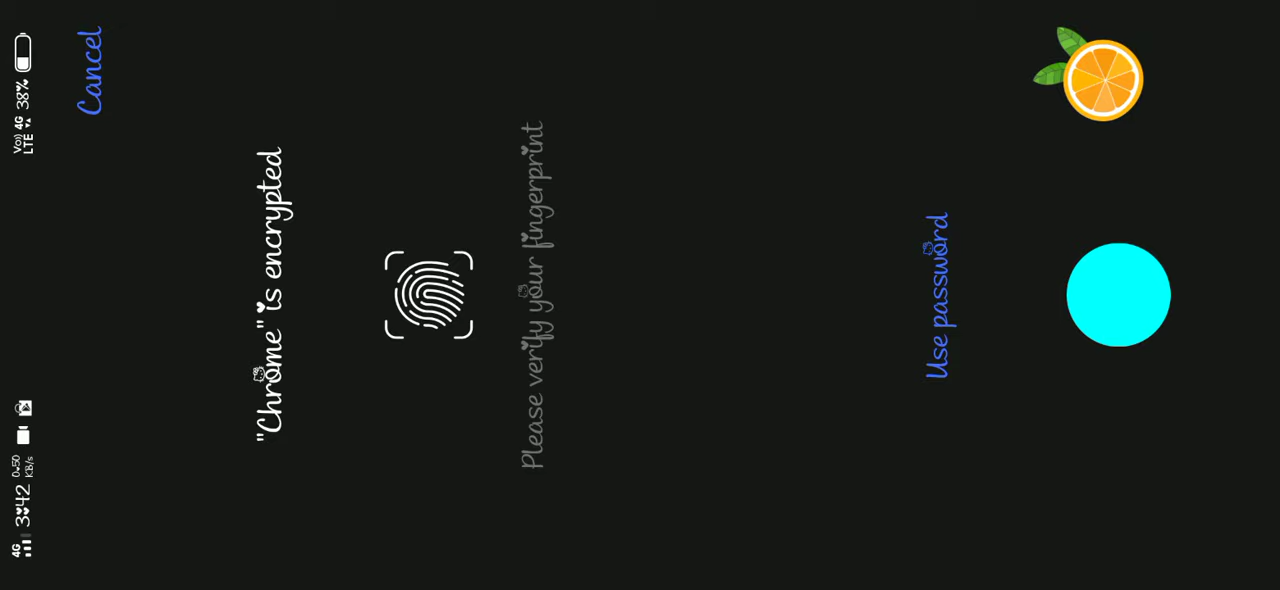 4G 3:42 0.50 KB/s Vo) 4G LTE 38%
Cancel
"Chrome" is encrypted
Please verify your fingerprint
Use password